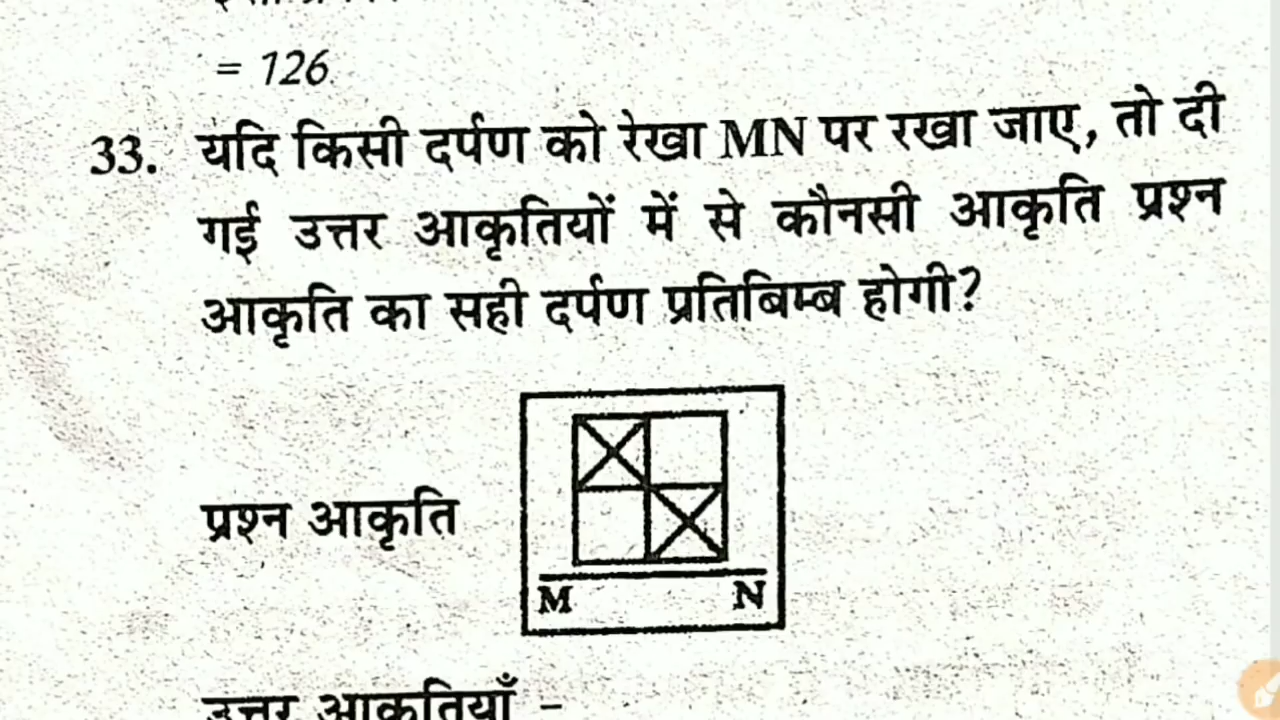 = 126.
33. यदि किसी दर्पण को रेखा MN पर रखा जाए, तो दी
गई उत्तर आकृतियों में से कौनसी आकृति प्रश्न
आकृति का सही दर्पण प्रतिबिम्ब होगी?
प्रश्न आकृति
M N
उत्तर आकृतियाँ –